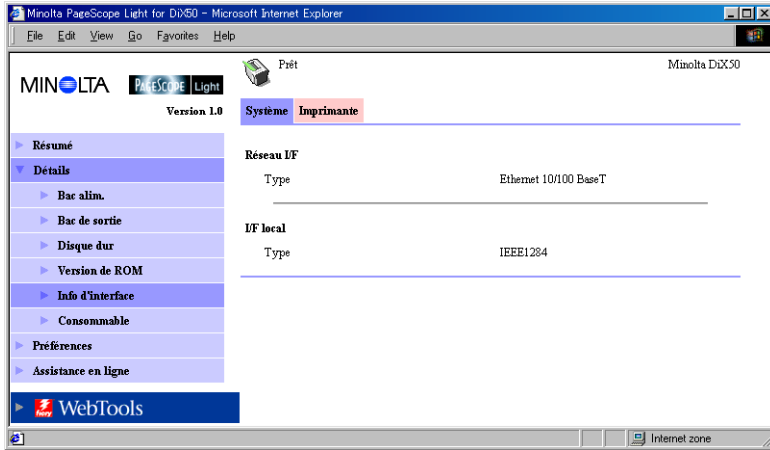 Minolta PageScope Light for DiX50 - Microsoft Internet Explorer
File Edit View Go Favorites Help
MINOLTA PAGESCOPE Light
Version 1.0
Prêt
Minolta DiX50
Système Imprimante
Résumé
Détails
Bac alim.
Bac de sortie
Disque dur
Version de ROM
Info d'interface
Consommable
Préférences
Assistance en ligne
fiery WebTools
Réseau I/F
Type Ethernet 10/100 BaseT
I/F local
Type IEEE1284
Internet zone